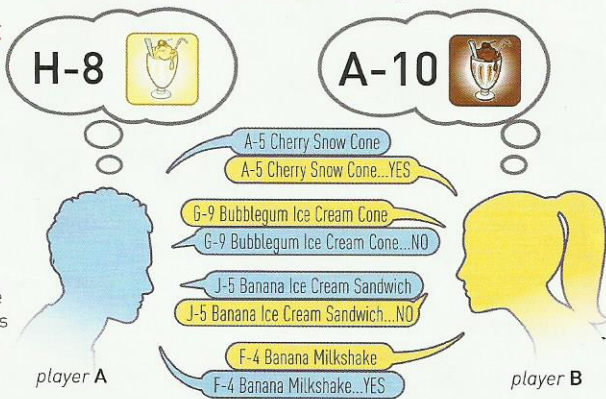 H-8
A-10
A-5 Cherry Snow Cone
A-5 Cherry Snow Cone...YES
G-9 Bubblegum Ice Cream Cone
G-9 Bubblegum Ice Cream Cone...NO
J-5 Banana Ice Cream Sandwich
J-5 Banana Ice Cream Sandwich...NO
F-4 Banana Milkshake
F-4 Banana Milkshake...YES
player A
player B